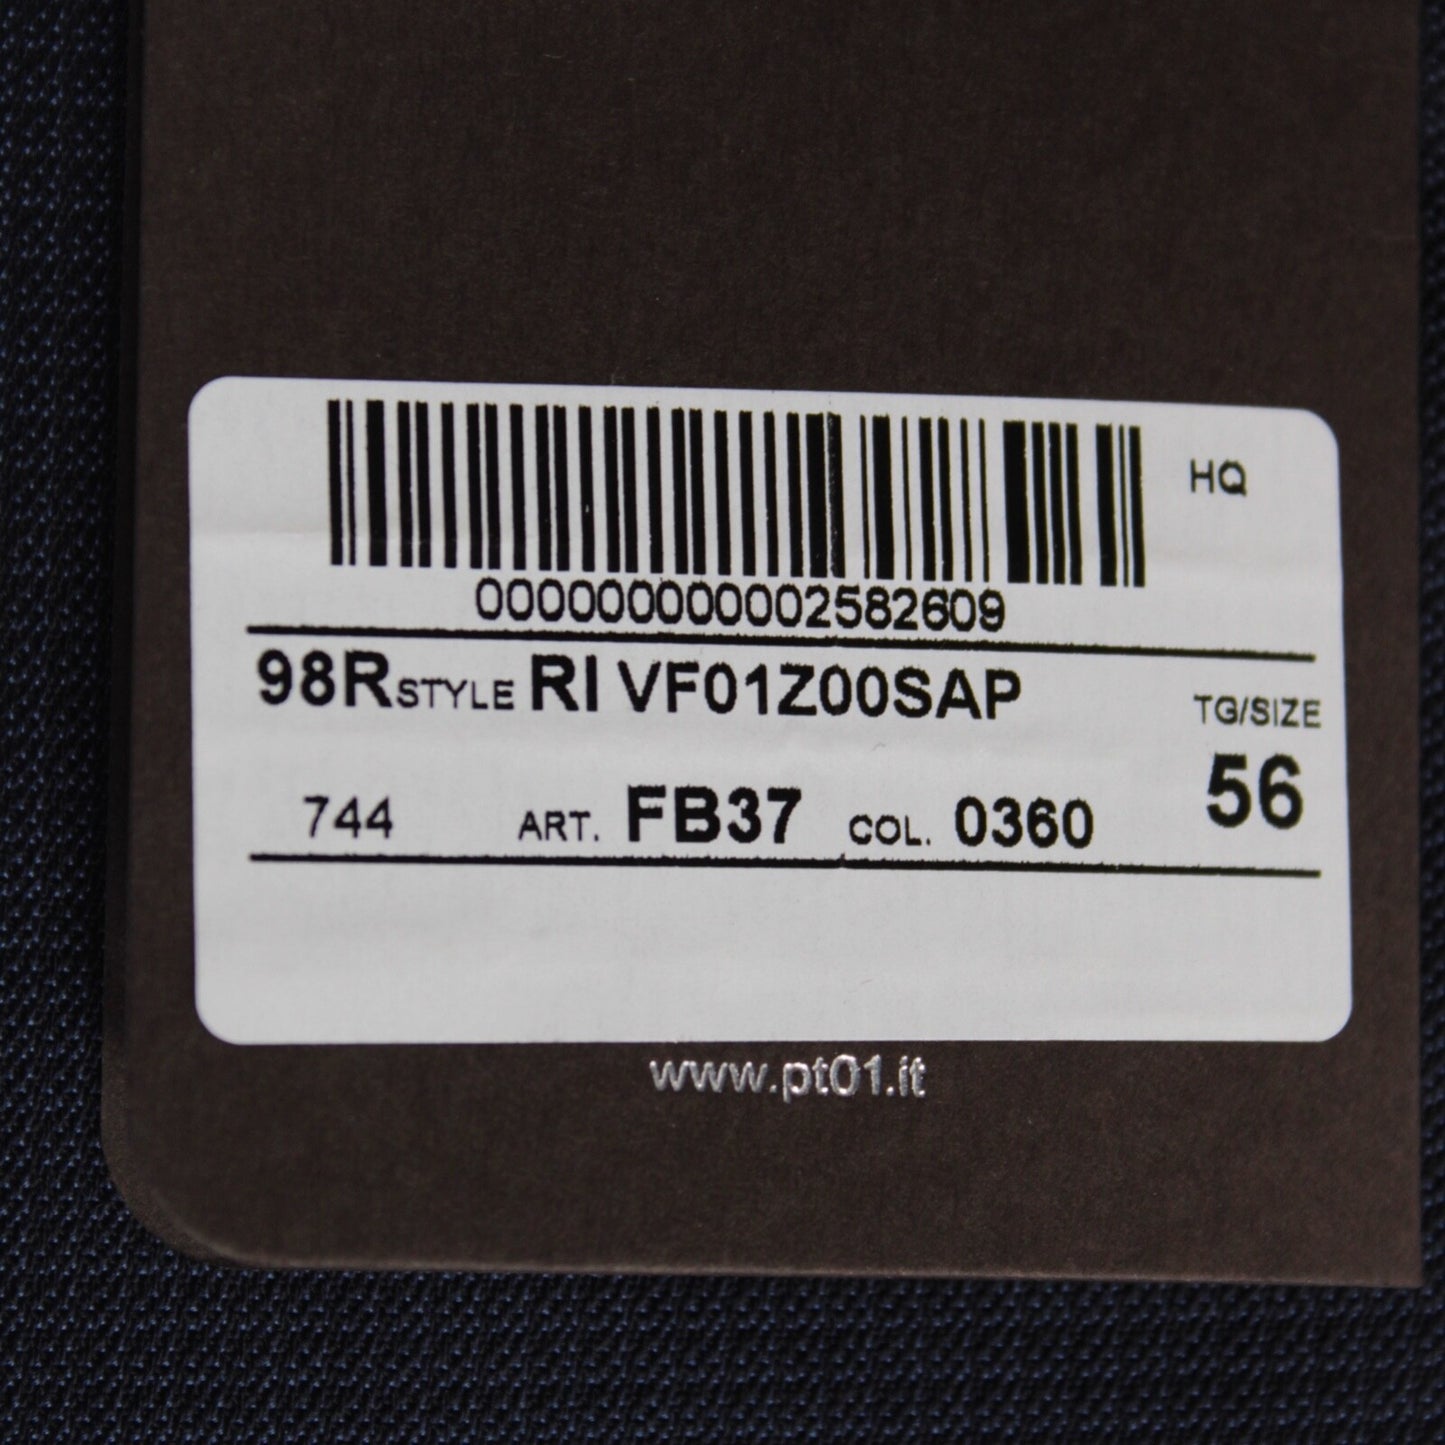 HQ
000000000002582609
98R STYLE RI VF01Z00SAP
TG/SIZE
56
744 ART. FB37 COL. 0360
www.pt01.it